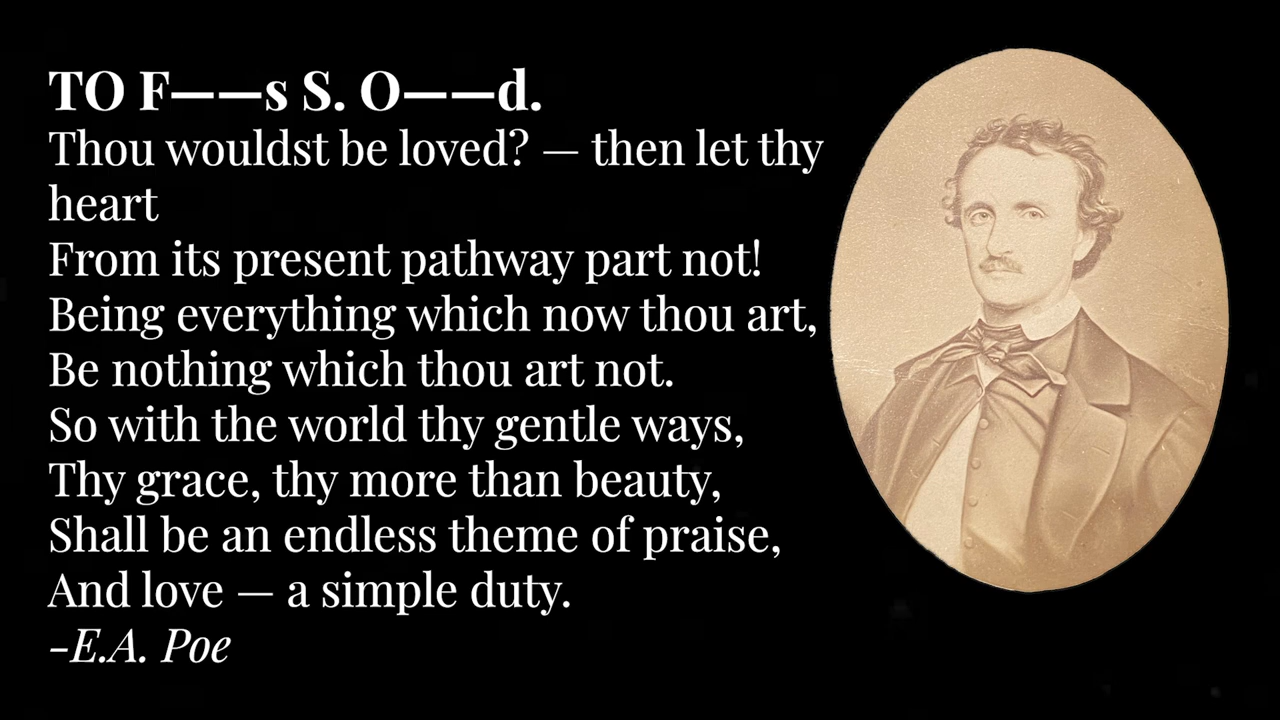 TO F——s S. O——d.
Thou wouldst be loved? — then let thy
heart
From its present pathway part not!
Being everything which now thou art,
Be nothing which thou art not.
So with the world thy gentle ways,
Thy grace, thy more than beauty,
Shall be an endless theme of praise,
And love — a simple duty.
–E.A. Poe